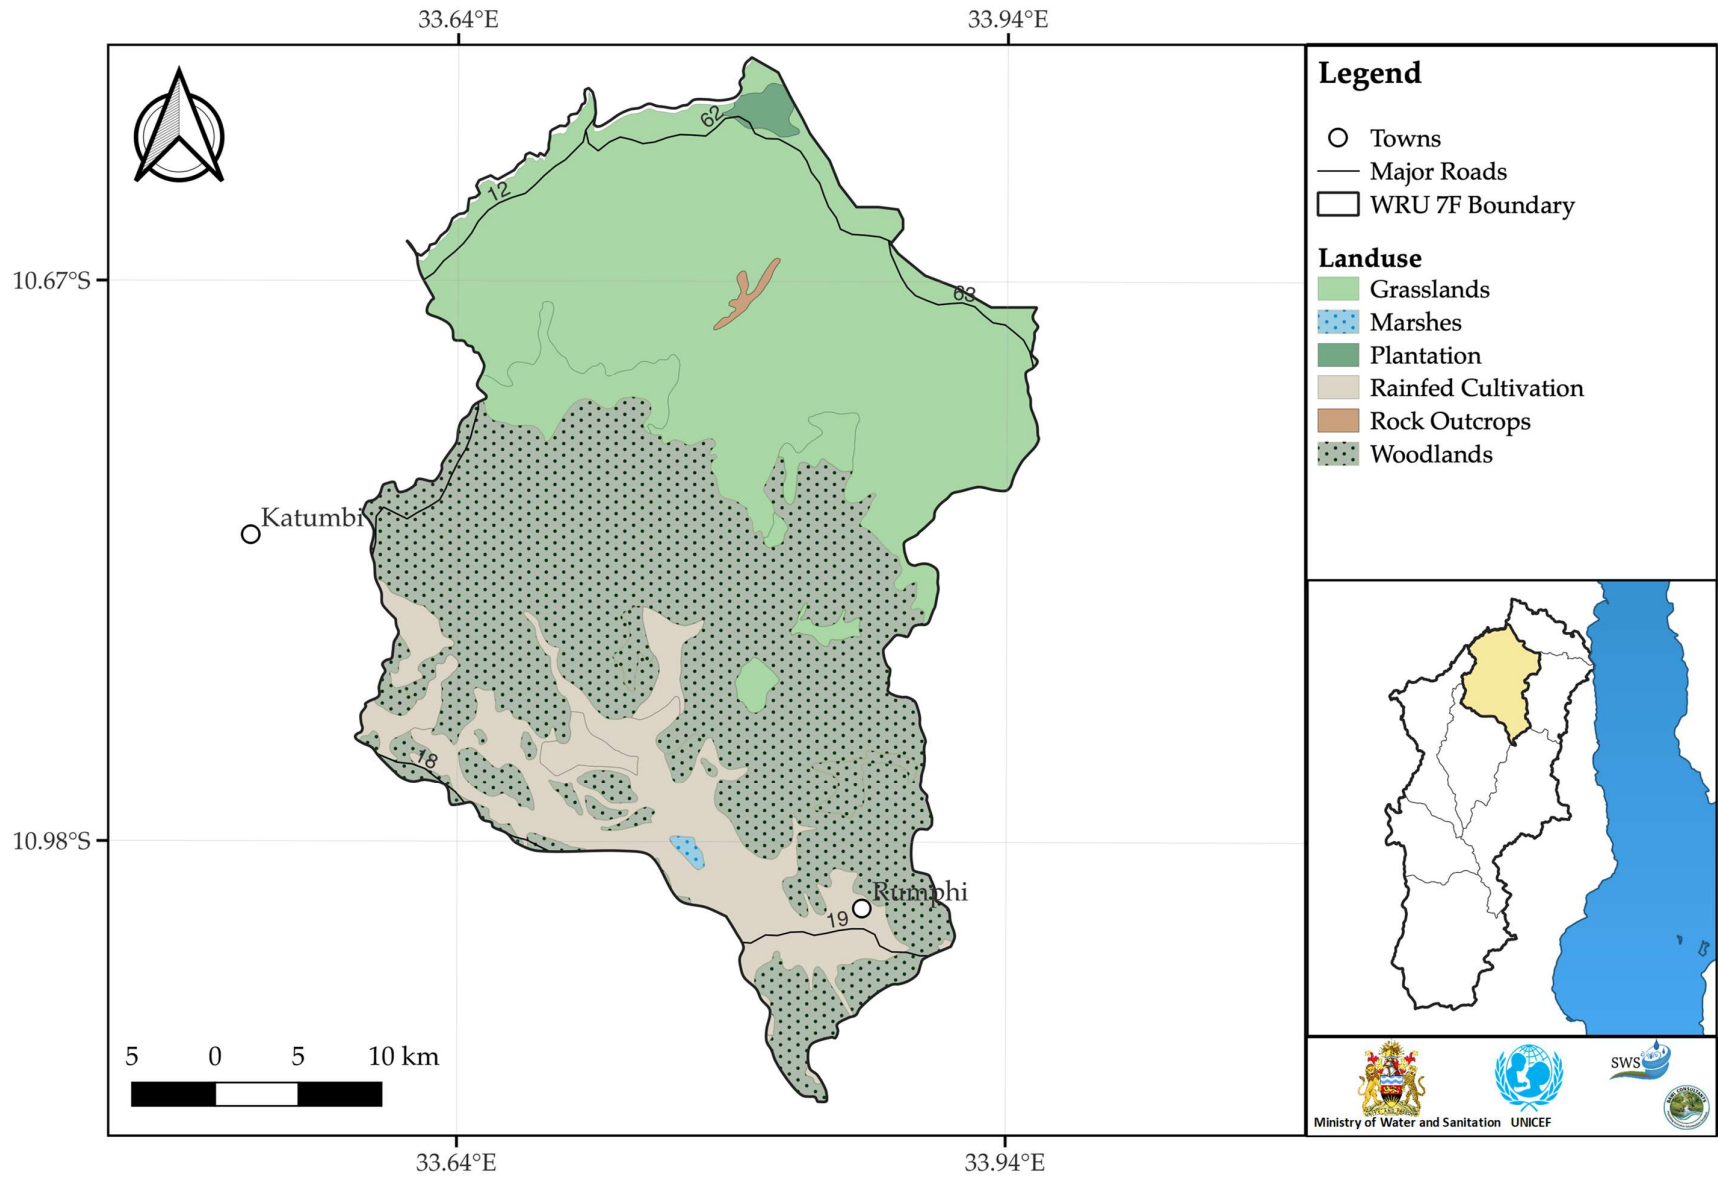 33.64°E
33.94°E
62
12
10.67°S
63
Katumbi
18
10.98°S
Rumphi
19
5 0 5 10 km
33.64°E
33.94°E
Legend
Towns
Major Roads
WRU 7F Boundary
Landuse
Grasslands
Marshes
Plantation
Rainfed Cultivation
Rock Outcrops
Woodlands
SWS
Ministry of Water and Sanitation
UNICEF